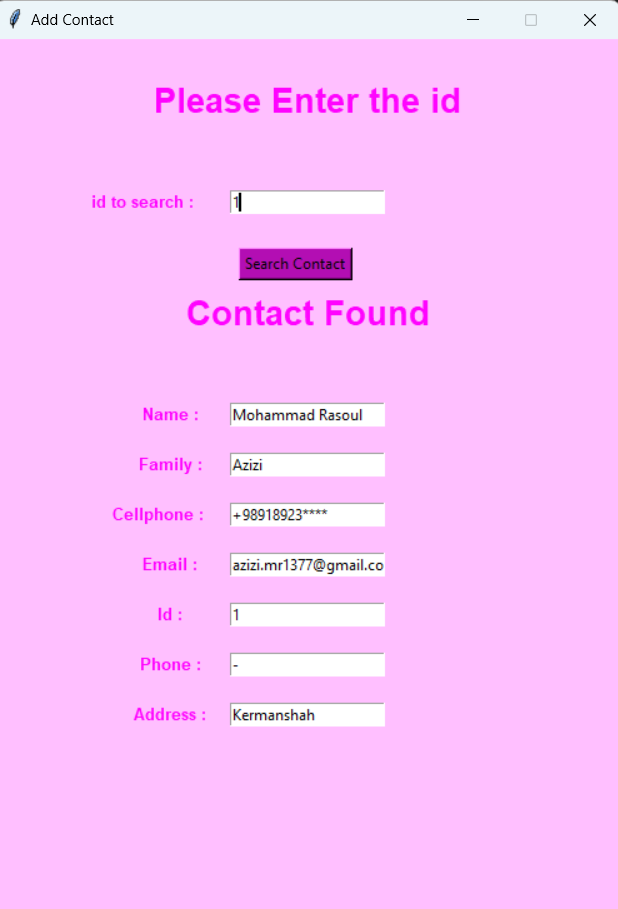 Add Contact
Please Enter the id
id to search : 1
Search Contact
Contact Found
Name : Mohammad Rasoul
Family : Azizi
Cellphone : +98918923****
Email : azizi.mr1377@gmail.co
Id : 1
Phone : -
Address : Kermanshah